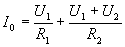 I₀ = U₁/R₁ + (U₁ + U₂)/R₂